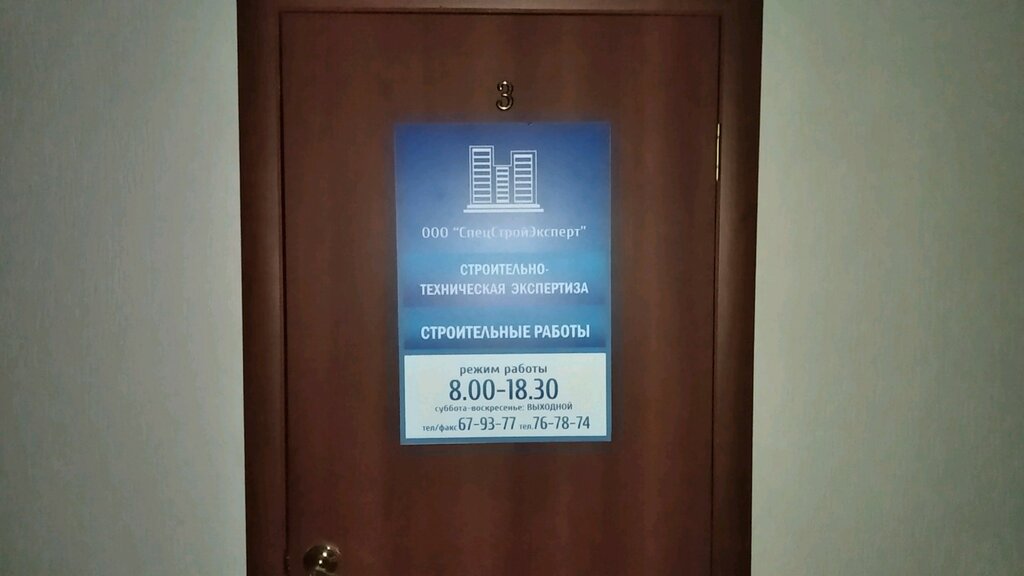 3
ООО "СпецСтройЭксперт"
СТРОИТЕЛЬНО-
ТЕХНИЧЕСКАЯ ЭКСПЕРТИЗА
СТРОИТЕЛЬНЫЕ РАБОТЫ
режим работы
8.00-18.30
суббота-воскресенье: ВЫХОДНОЙ
тел/факс 67-93-77 тел. 76-78-74